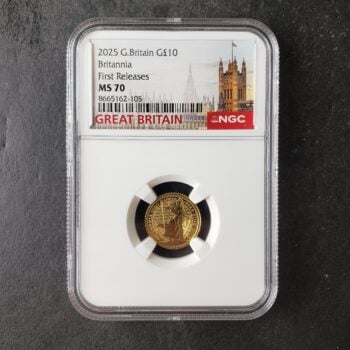 2025 G.Britain G£10
Britannia
First Releases
MS 70
8665162-105
GREAT BRITAIN
NGC